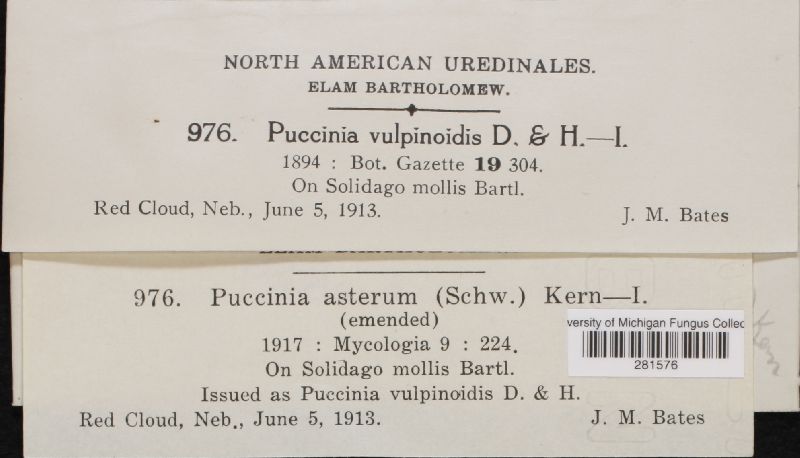 NORTH AMERICAN UREDINALES.
ELAM BARTHOLOMEW.
976. Puccinia vulpinoidis D. & H.—I.
1894 : Bot. Gazette 19 304.
On Solidago mollis Bartl.
Red Cloud, Neb., June 5, 1913. J. M. Bates
976. Puccinia asterum (Schw.) Kern—I.
(emended)
1917 : Mycologia 9 : 224.
On Solidago mollis Bartl.
Issued as Puccinia vulpinoidis D. & H.
Red Cloud, Neb., June 5, 1913. J. M. Bates
versity of Michigan Fungus Collec
281576